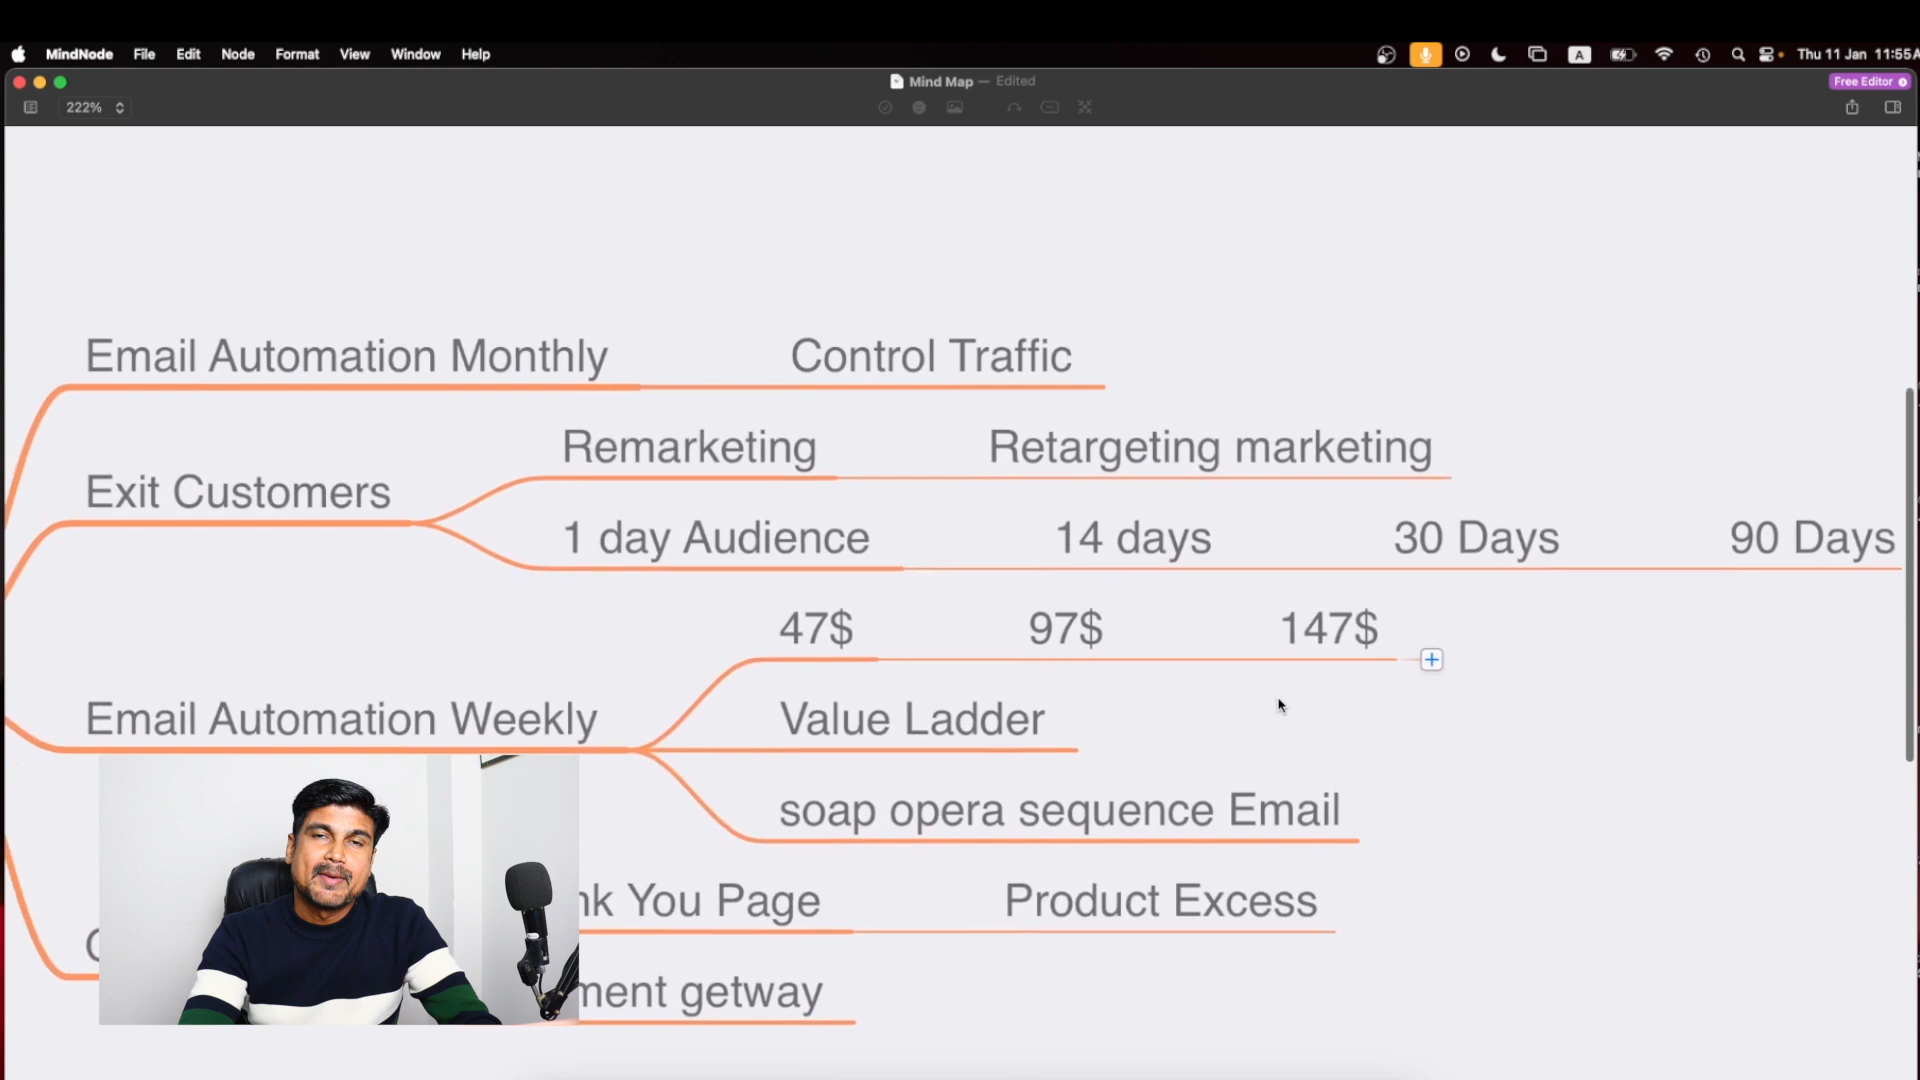 MindNode File Edit Node Format View Window Help A Thu 11 Jan 11:55A
Mind Map — Edited
Free Editor
222%
Email Automation Monthly Control Traffic
Remarketing Retargeting marketing
Exit Customers
1 day Audience 14 days 30 Days 90 Days
47$ 97$ 147$
Email Automation Weekly Value Ladder
soap opera sequence Email
nk You Page Product Excess
ment getway